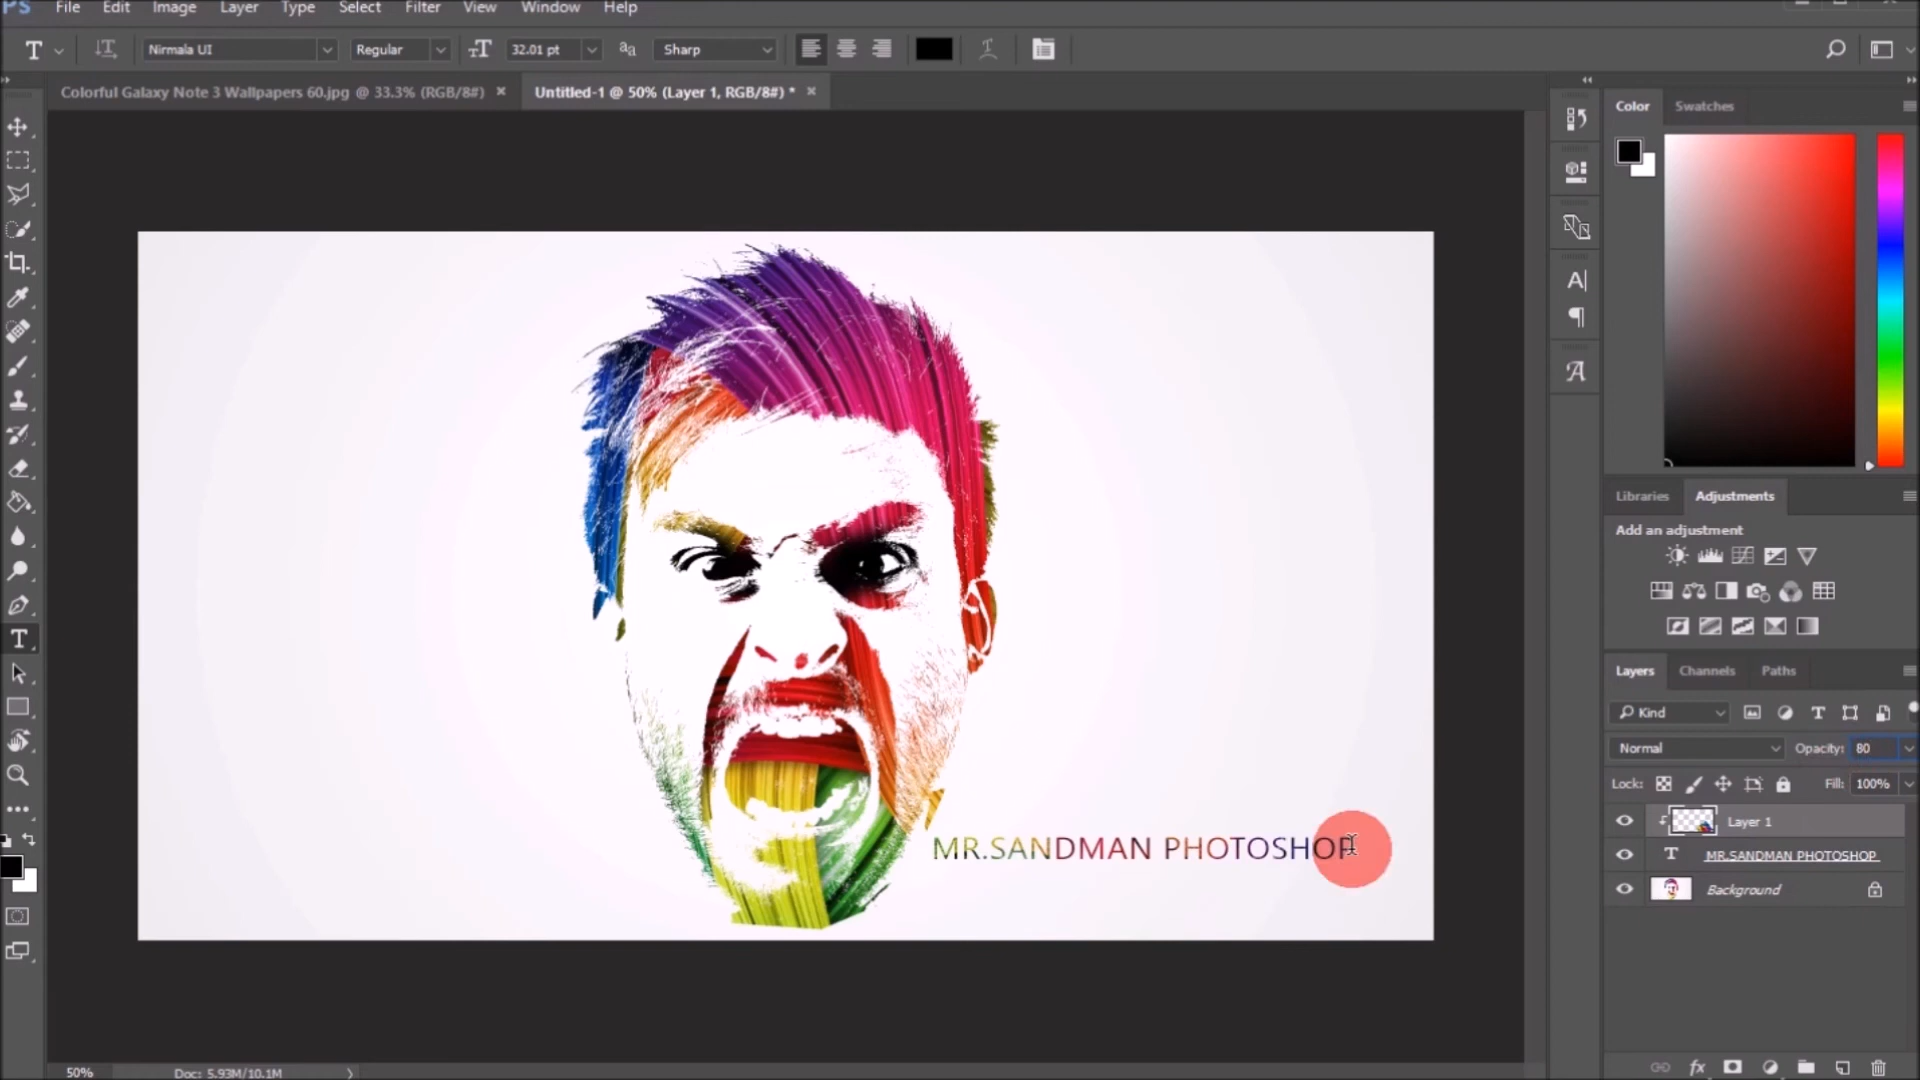 PS File Edit Image Layer Type Select Filter View Window Help
T Nirmala UI Regular 32.01 pt Sharp
Colorful Galaxy Note 3 Wallpapers 60.jpg @ 33.3% (RGB/8#) × Untitled-1 @ 50% (Layer 1, RGB/8#) * ×
Color Swatches
Libraries Adjustments
Add an adjustment
Layers Channels Paths
Kind
Normal Opacity: 80
Lock: Fill: 100%
Layer 1
T MR.SANDMAN PHOTOSHOP
Background
MR.SANDMAN PHOTOSHOP
50% Doc: 5.93M/10.1M